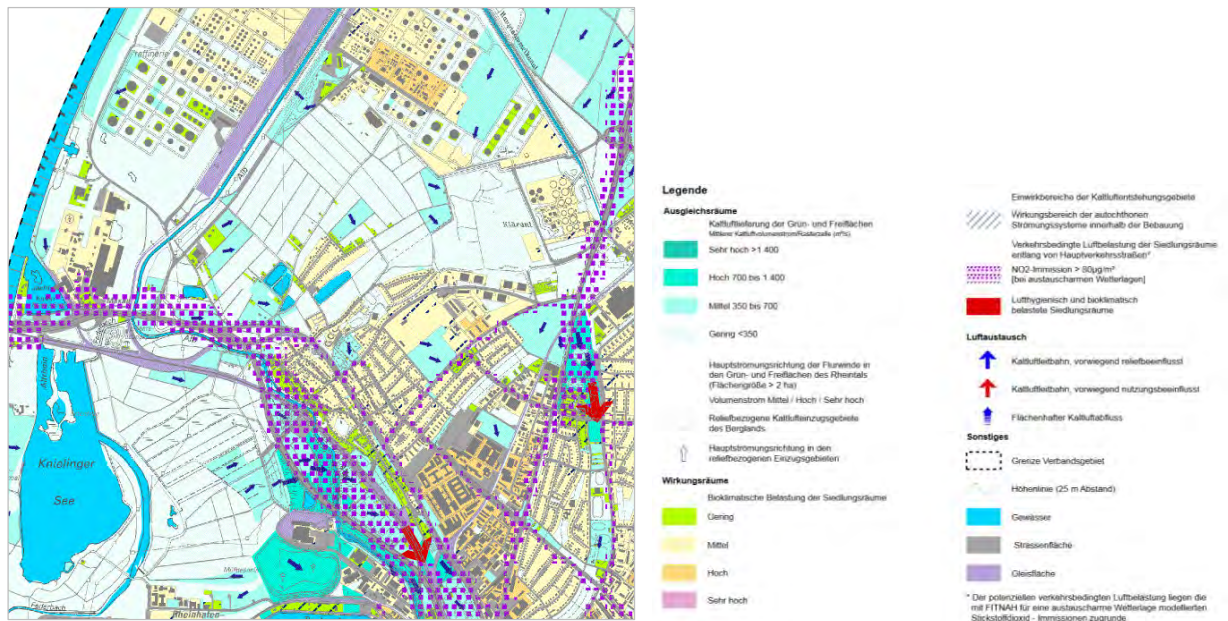 Raffinerie
A10
Altrhein
Knielinger
See
Federbach
Rheinhafen
Legende
Ausgleichsräume
Kaltluftlieferung der Grün- und Freiflächen
Mittlerer Kaltluftvolumenstrom/Rasterzelle (m³/s)
Sehr hoch >1 400
Hoch 700 bis 1 400
Mittel 350 bis 700
Gering <350
Hauptströmungsrichtung der Flurwinde in
den Grün- und Freiflächen des Rheintals
(Flächengröße > 2 ha)
Volumenstrom Mittel / Hoch / Sehr hoch
Reliefbezogene Kaltlufteinzugsgebiete
des Berglands
Hauptströmungsrichtung in den
reliefbezogenen Einzugsgebieten
Wirkungsräume
Bioklimatische Belastung der Siedlungsräume
Gering
Mittel
Hoch
Sehr hoch
Einwirkbereiche der Kaltluftentstehungsgebiete
Wirkungsbereich der autochthonen
Strömungssysteme innerhalb der Bebauung
Verkehrsbedingte Luftbelastung der Siedlungsräume
entlang von Hauptverkehrsstraßen*
NO2-Immission > 80µg/m³
[bei austauscharmen Wetterlagen]
Lufthygienisch und bioklimatisch
belastete Siedlungsräume
Luftaustausch
Kaltluftleitbahn, vorwiegend reliefbeeinflusst
Kaltluftleitbahn, vorwiegend nutzungsbeeinflusst
Flächenhafter Kaltluftabfluss
Sonstiges
Grenze Verbandsgebiet
Höhenlinie (25 m Abstand)
Gewässer
Strassenfläche
Gleisfläche
* Der potenziellen verkehrsbedingten Luftbelastung liegen die
mit FITNAH für eine austauscharme Wetterlage modellierten
Stickstoffdioxid - Immissionen zugrunde